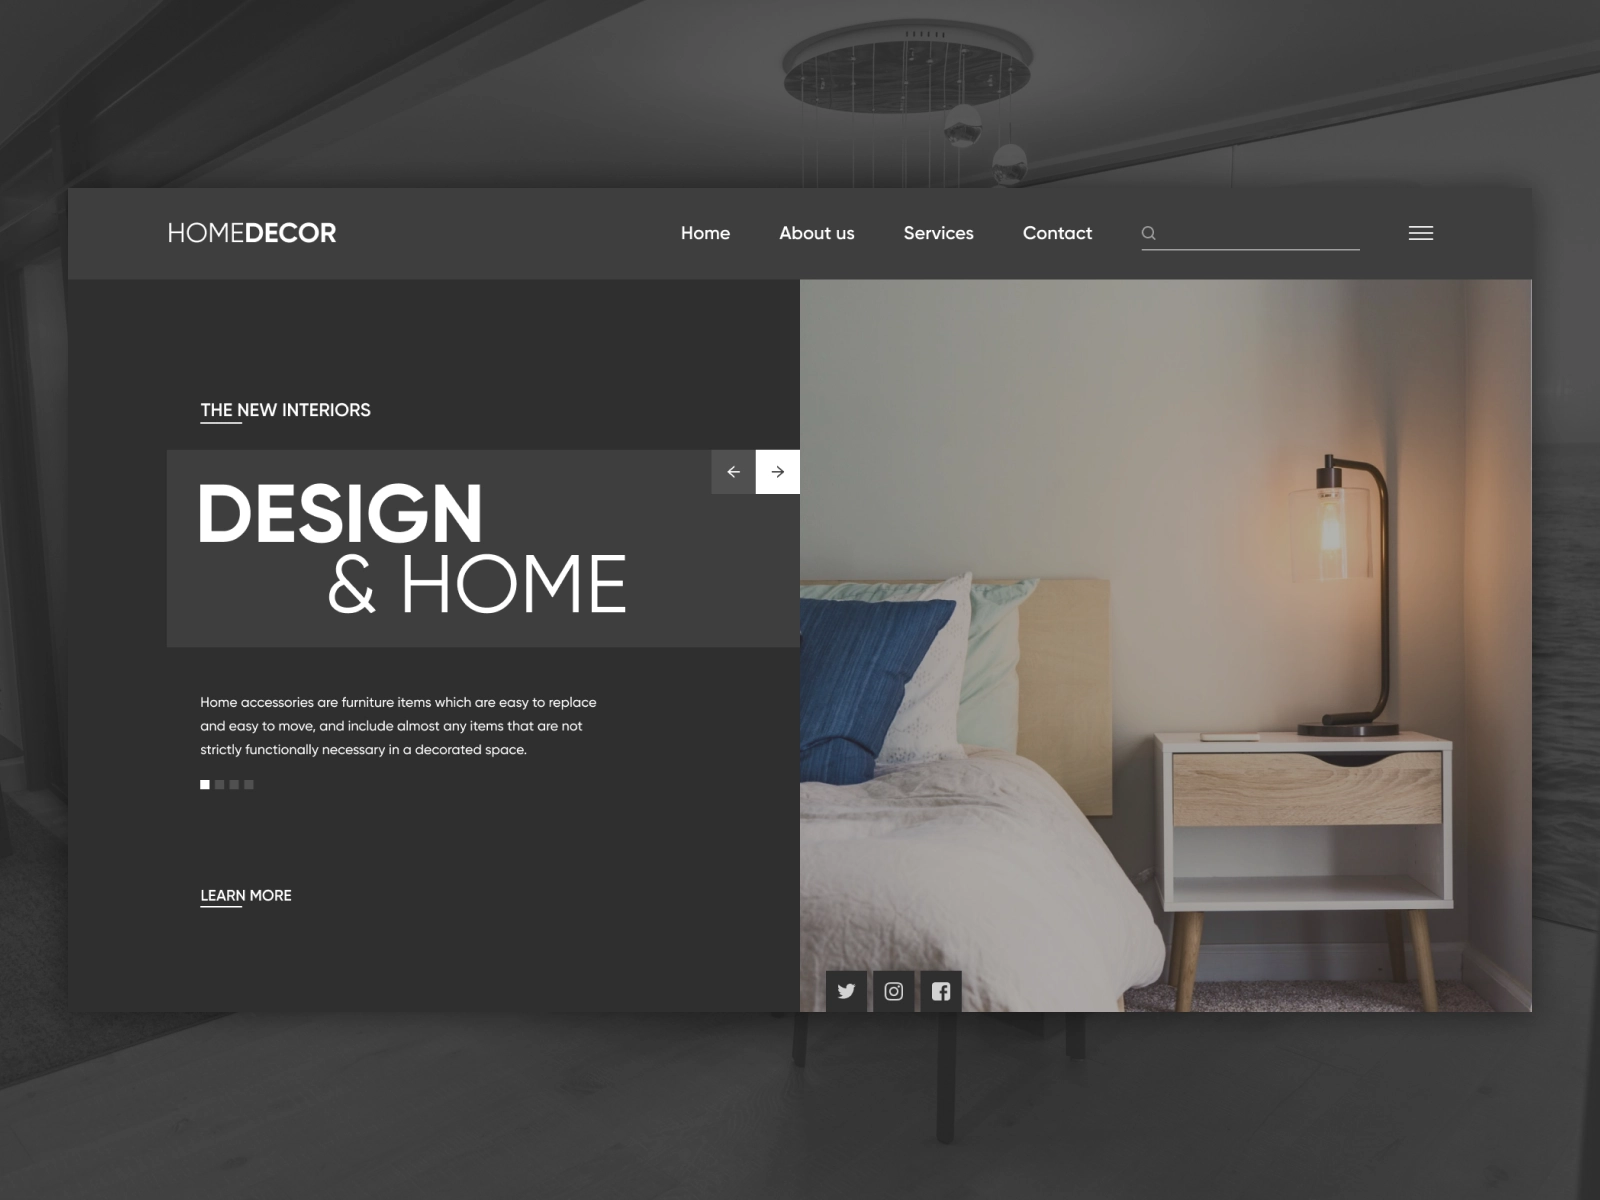 HOMEDECOR
Home
About us
Services
Contact
THE NEW INTERIORS
DESIGN
& HOME
Home accessories are furniture items which are easy to replace
and easy to move, and include almost any items that are not
strictly functionally necessary in a decorated space.
LEARN MORE